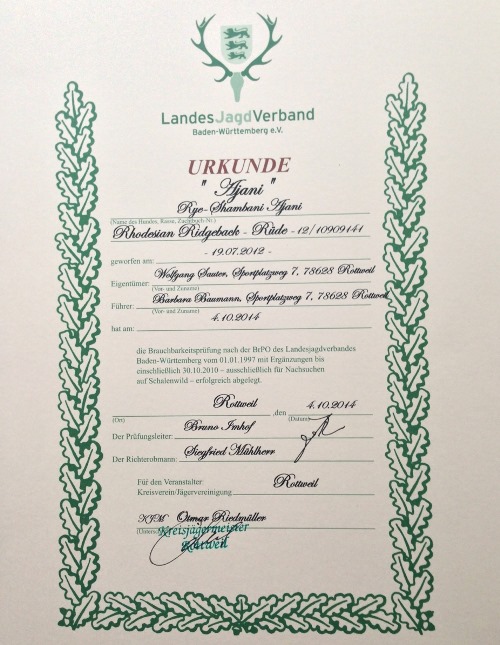 LandesJagdVerband
Baden-Württemberg e.V.
URKUNDE
" Ajani "
Rye-Shambani Ajani
(Name des Hundes, Rasse, Zuchtbuch-Nr.)
Rhodesian Ridgeback - Rüde - 12/10909141
geworfen am: - 19.07.2012 -
Eigentümer: Wolfgang Sauter, Sportplatzweg 7, 78628 Rottweil
(Vor- und Zuname)
Führer: Barbara Baumann, Sportplatzweg 7, 78628 Rottweil
(Vor- und Zuname)
hat am: 4.10.2014
die Brauchbarkeitsprüfung nach der BrPO des Landesjagdverbandes
Baden-Württemberg vom 01.01.1997 mit Ergänzungen bis
einschließlich 30.10.2010 – ausschließlich für Nachsuchen
auf Schalenwild – erfolgreich abgelegt.
Rottweil ,den 4.10.2014
(Ort) (Datum)
Der Prüfungsleiter: Bruno Imhof
Der Richterobmann: Siegfried Mühlherr
Für den Veranstalter:
Kreisverein/Jägervereinigung Rottweil
KJM Otmar Riedmüller
Kreisjägermeister
Rottweil